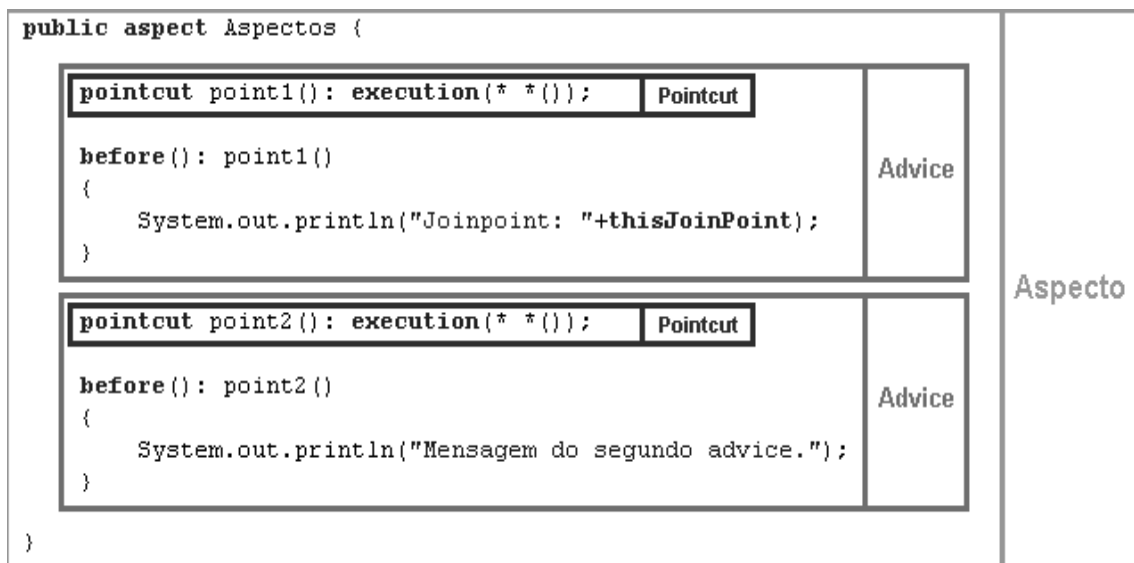 public aspect Aspectos {
pointcut point1(): execution(* *());
Pointcut
before(): point1()
{
System.out.println("Joinpoint: "+thisJoinPoint);
}
Advice
pointcut point2(): execution(* *());
Pointcut
before(): point2()
{
System.out.println("Mensagem do segundo advice.");
}
Advice
}
Aspecto